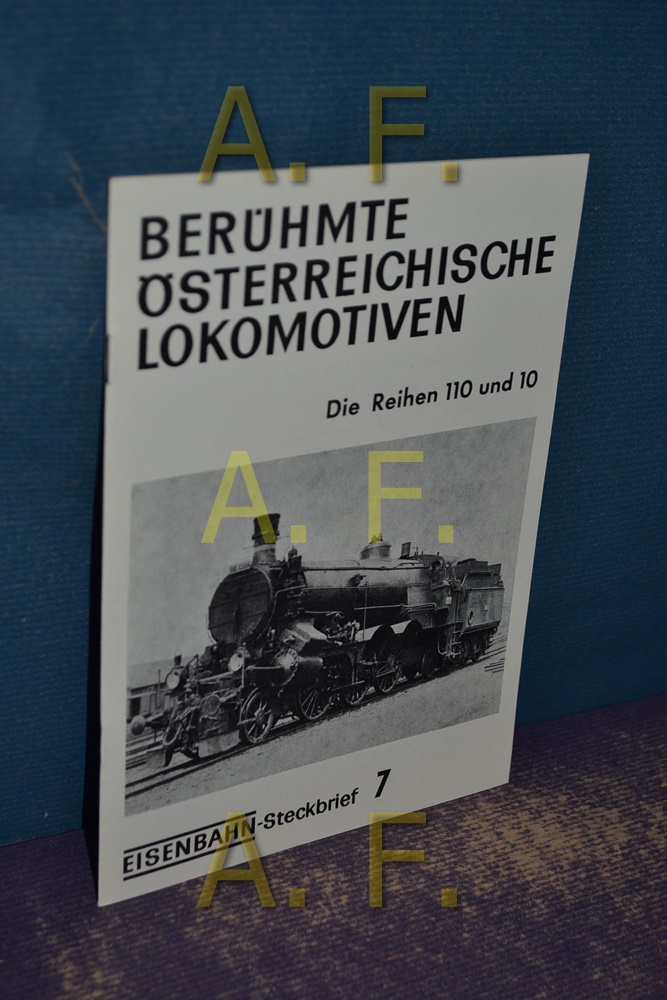 A. F.
BERÜHMTE
ÖSTERREICHISCHE
LOKOMOTIVEN
Die Reihen 110 und 10
A. F.
EISENBAHN-Steckbrief 7
A. F.